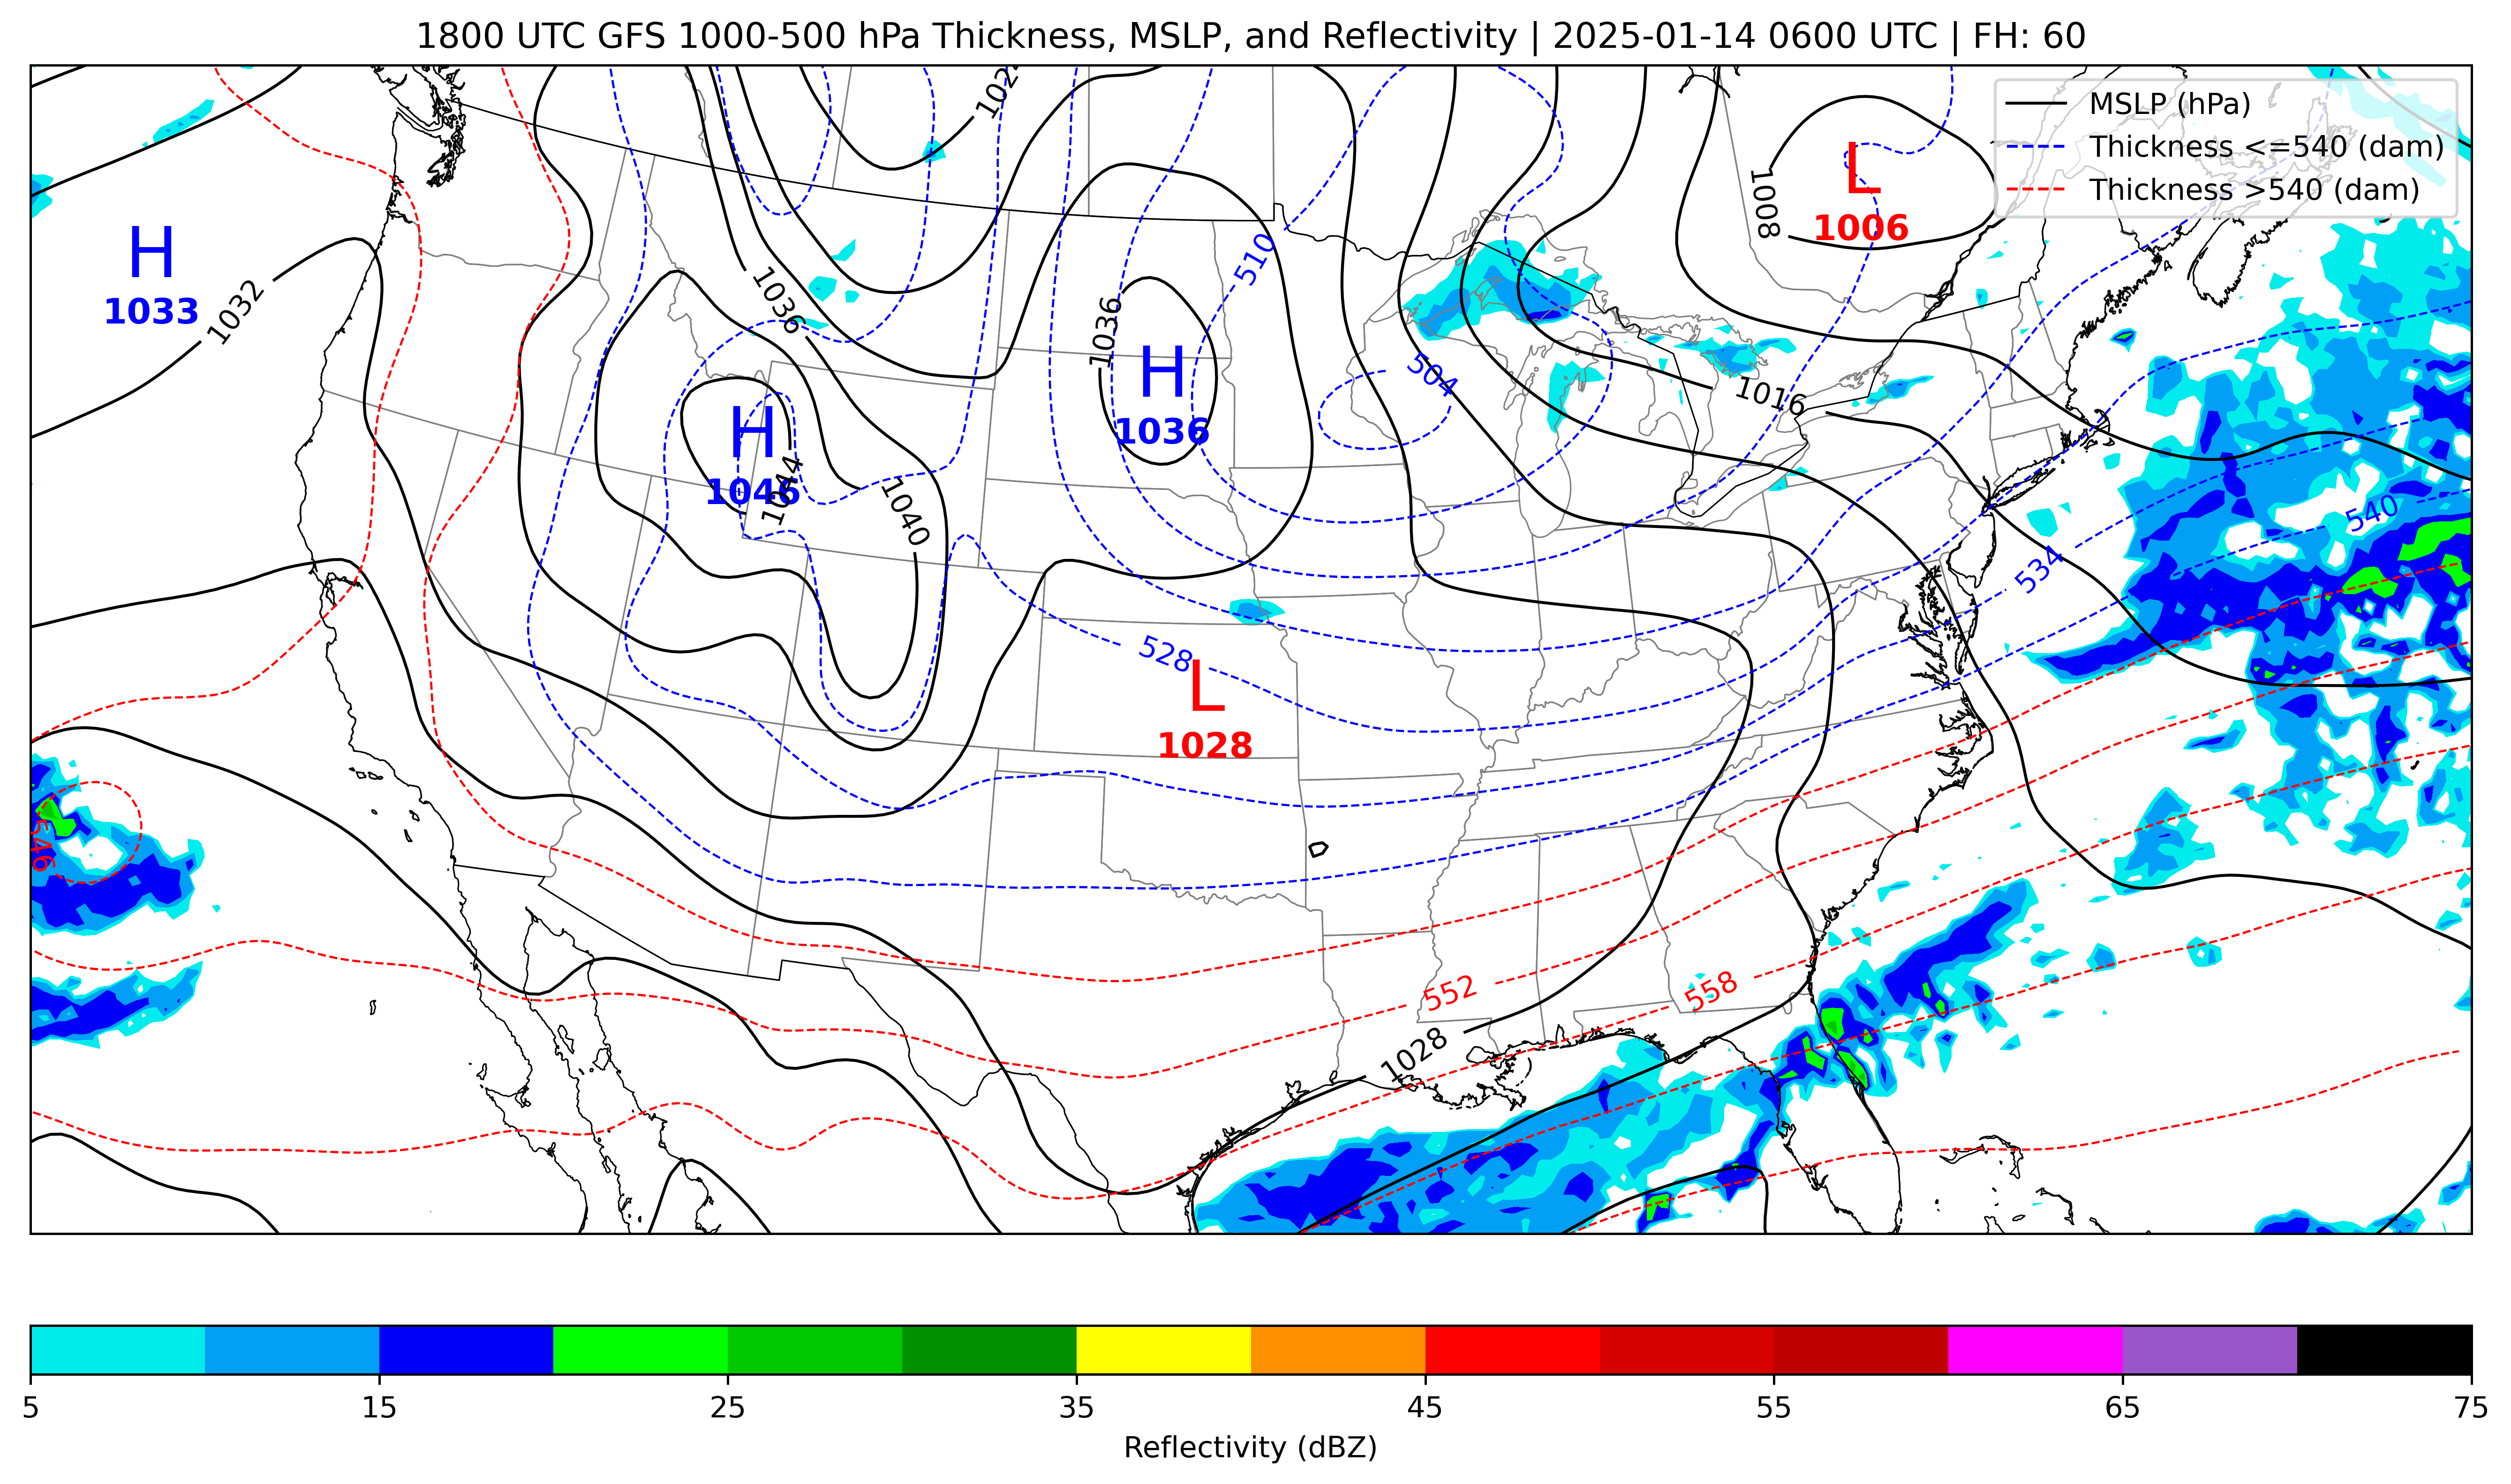 1800 UTC GFS 1000-500 hPa Thickness, MSLP, and Reflectivity | 2025-01-14 0600 UTC | FH: 60
MSLP (hPa)
Thickness <=540 (dam)
Thickness >540 (dam)
L
1006
1008
H
1033
1032
510
1036
1036
H
1036
504
1016
H
1046
1044
1040
540
534
528
L
1028
546
552
558
1028
5
15
25
35
45
55
65
75
Reflectivity (dBZ)